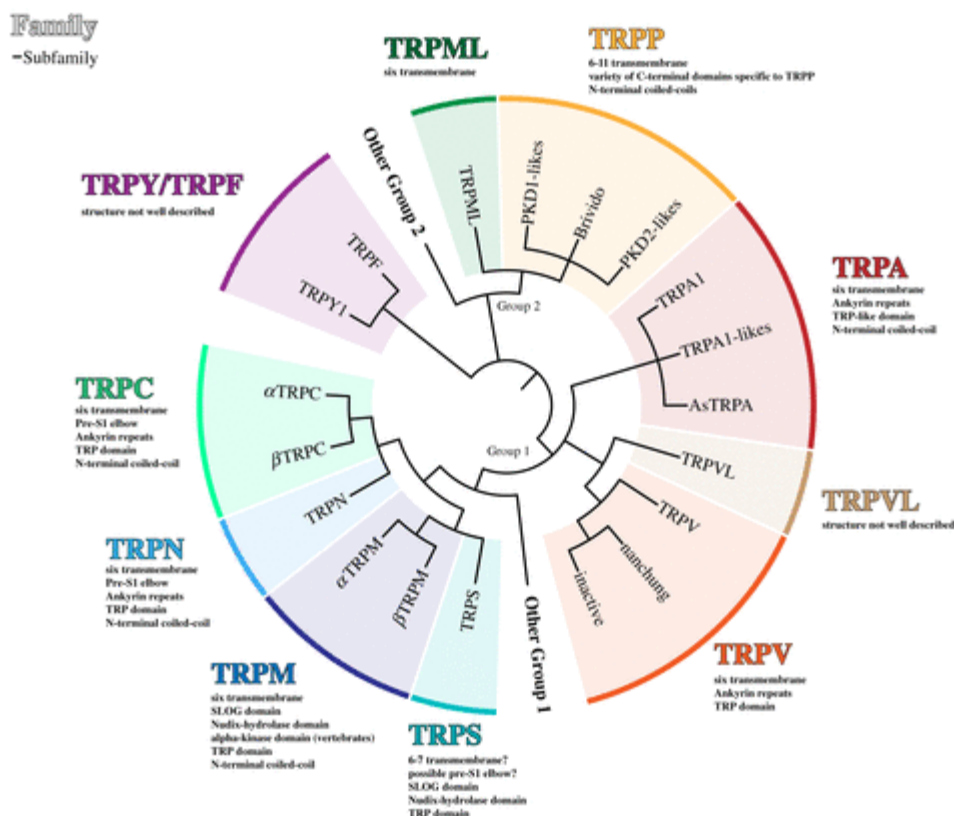 Family
-Subfamily
TRPML
six transmembrane
TRPP
6-11 transmembrane
variety of C-terminal domains specific to TRPP
N-terminal coiled-coils
TRPY/TRPF
structure not well described
TRPA
six transmembrane
Ankyrin repeats
TRP-like domain
N-terminal coiled-coil
TRPC
six transmembrane
Pre-S1 elbow
Ankyrin repeats
TRP domain
N-terminal coiled-coil
TRPVL
structure not well described
TRPN
six transmembrane
Pre-S1 elbow
Ankyrin repeats
TRP domain
N-terminal coiled-coil
TRPV
six transmembrane
Ankyrin repeats
TRP domain
TRPM
six transmembrane
SLOG domain
Nudix-hydrolase domain
alpha-kinase domain (vertebrates)
TRP domain
N-terminal coiled-coil
TRPS
6-7 transmembrane?
possible pre-S1 elbow?
SLOG domain
Nudix-hydrolase domain
TRP domain
Other Group 2
TRPML
PKD1-likes
Brivido
PKD2-likes
TRPA1
TRPA1-likes
AsTRPA
TRPVL
TRPV
nanchung
inactive
Other Group 1
TRPS
βTRPM
αTRPM
TRPN
βTRPC
αTRPC
TRPY1
TRPF
Group 2
Group 1